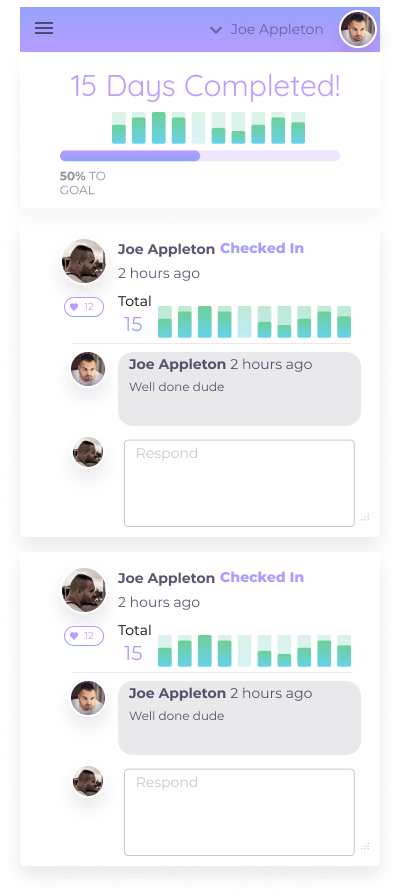 Joe Appleton
15 Days Completed!
50% TO
GOAL
Joe Appleton Checked In
2 hours ago
12
Total
15
Joe Appleton 2 hours ago
Well done dude
Respond
Joe Appleton Checked In
2 hours ago
12
Total
15
Joe Appleton 2 hours ago
Well done dude
Respond